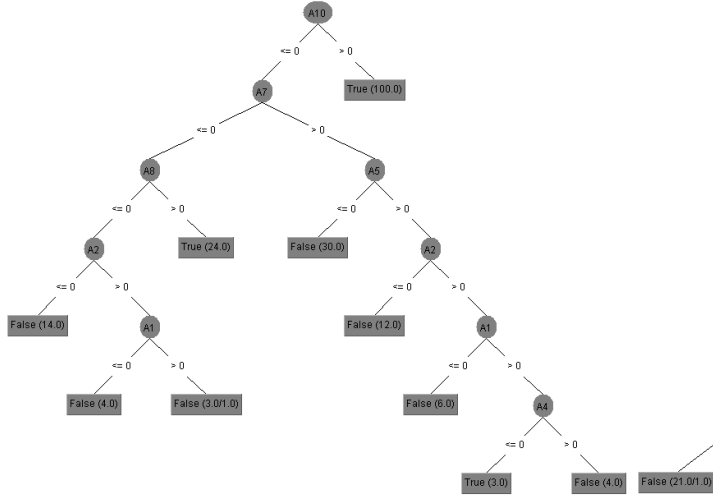 A10
<= 0
> 0
A7
True (100.0)
<= 0
> 0
A8
A5
<= 0
> 0
<= 0
> 0
A2
True (24.0)
False (30.0)
A2
<= 0
> 0
<= 0
> 0
False (14.0)
A1
False (12.0)
A1
<= 0
> 0
<= 0
> 0
False (4.0)
False (3.0/1.0)
False (6.0)
A4
<= 0
> 0
True (3.0)
False (4.0)
False (21.0/1.0)